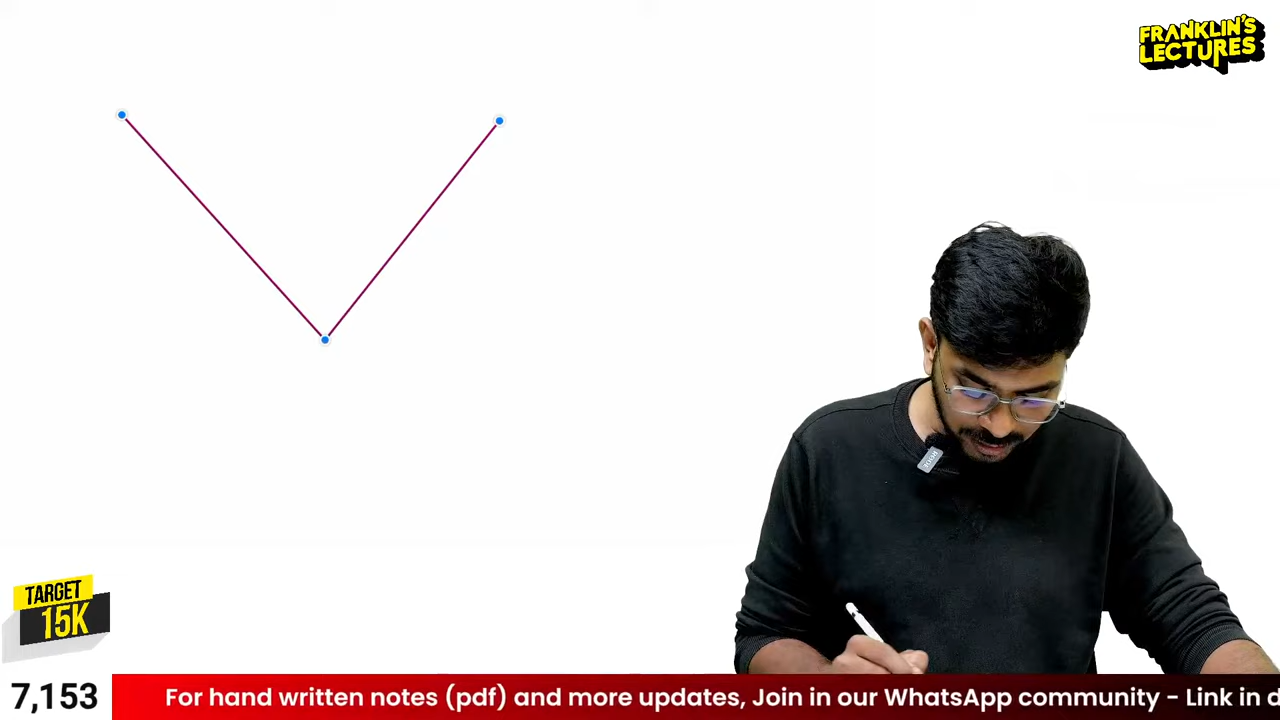 FRANKLIN'S
LECTURES
TARGET
15K
7,153
For hand written notes (pdf) and more updates, Join in our WhatsApp community - Link in d